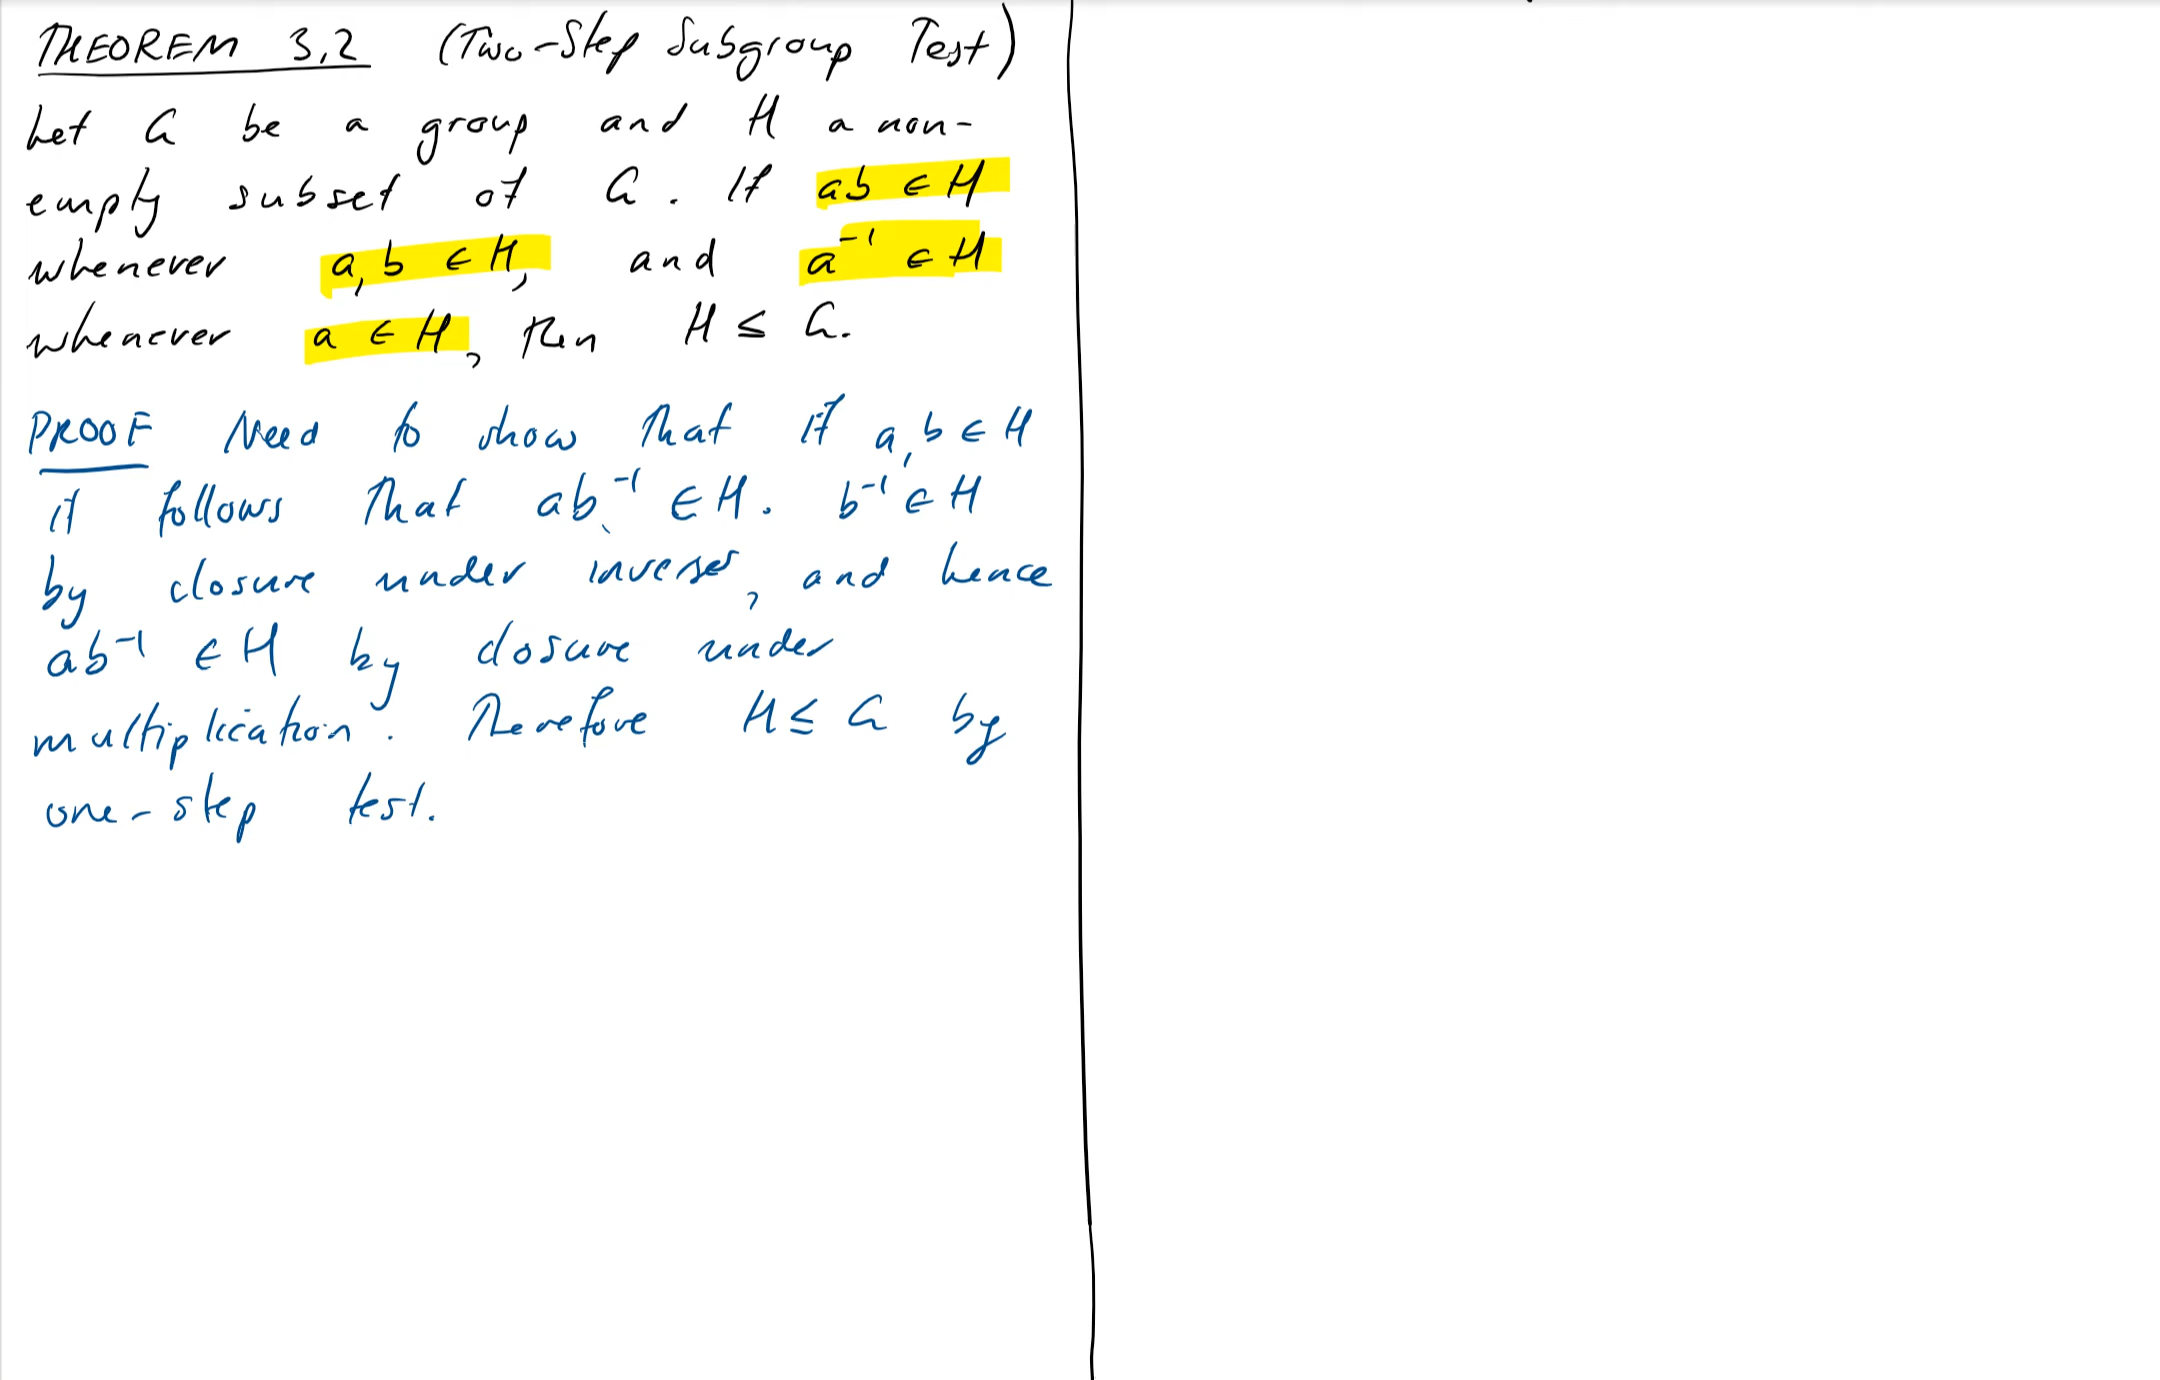 THEOREM 3.2 (Two-Step Subgroup Test)
Let G be a group and H a non-
empty subset of G. If ab ∈ H
whenever a, b ∈ H, and a⁻¹ ∈ H
whenever a ∈ H, then H ≤ G.
PROOF Need to show that if a, b ∈ H
it follows that ab⁻¹ ∈ H. b⁻¹ ∈ H
by closure under inverses, and hence
ab⁻¹ ∈ H by closure under
multiplication. Therefore H ≤ G by
one-step test.